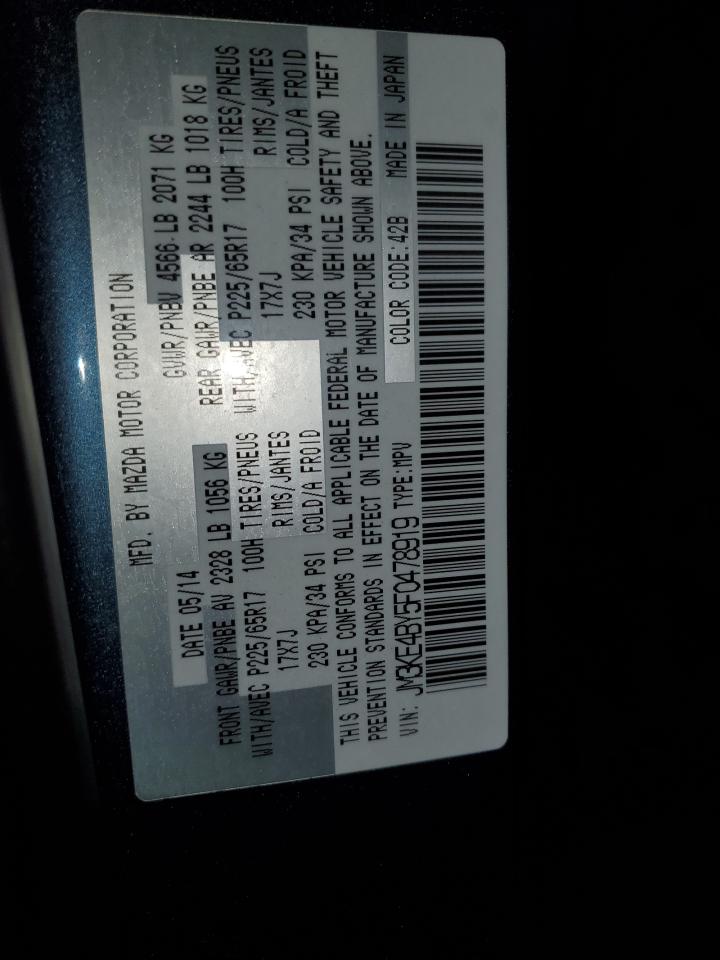 MFD. BY MAZDA MOTOR CORPORATION
DATE 05/14 GVWR/PNBV 4566 LB 2071 KG
FRONT GAWR/PNBE AV 2328 LB 1056 KG REAR GAWR/PNBE AR 2244 LB 1018 KG
WITH/AVEC P225/65R17 100H TIRES/PNEUS WITH/AVEC P225/65R17 100H TIRES/PNEUS
17X7J RIMS/JANTES 17X7J RIMS/JANTES
230 KPA/34 PSI COLD/A FROID 230 KPA/34 PSI COLD/A FROID
THIS VEHICLE CONFORMS TO ALL APPLICABLE FEDERAL MOTOR VEHICLE SAFETY AND THEFT
PREVENTION STANDARDS IN EFFECT ON THE DATE OF MANUFACTURE SHOWN ABOVE.
VIN: JM3KE4BY5F0478919 TYPE:MPV COLOR CODE:42B MADE IN JAPAN